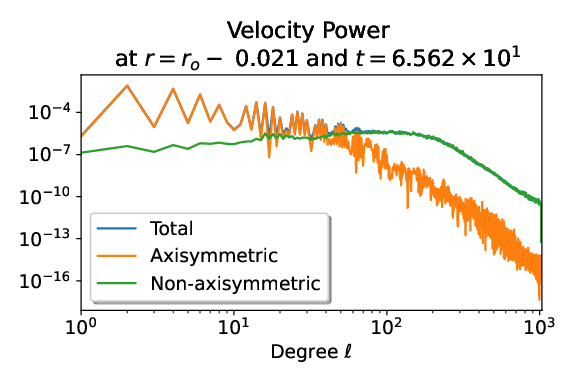 Velocity Power
at r = r_o − 0.021 and t = 6.562 × 10^1
10^−4
10^−7
10^−10
10^−13
10^−16
Total
Axisymmetric
Non-axisymmetric
10^0 10^1 10^2 10^3
Degree ℓ